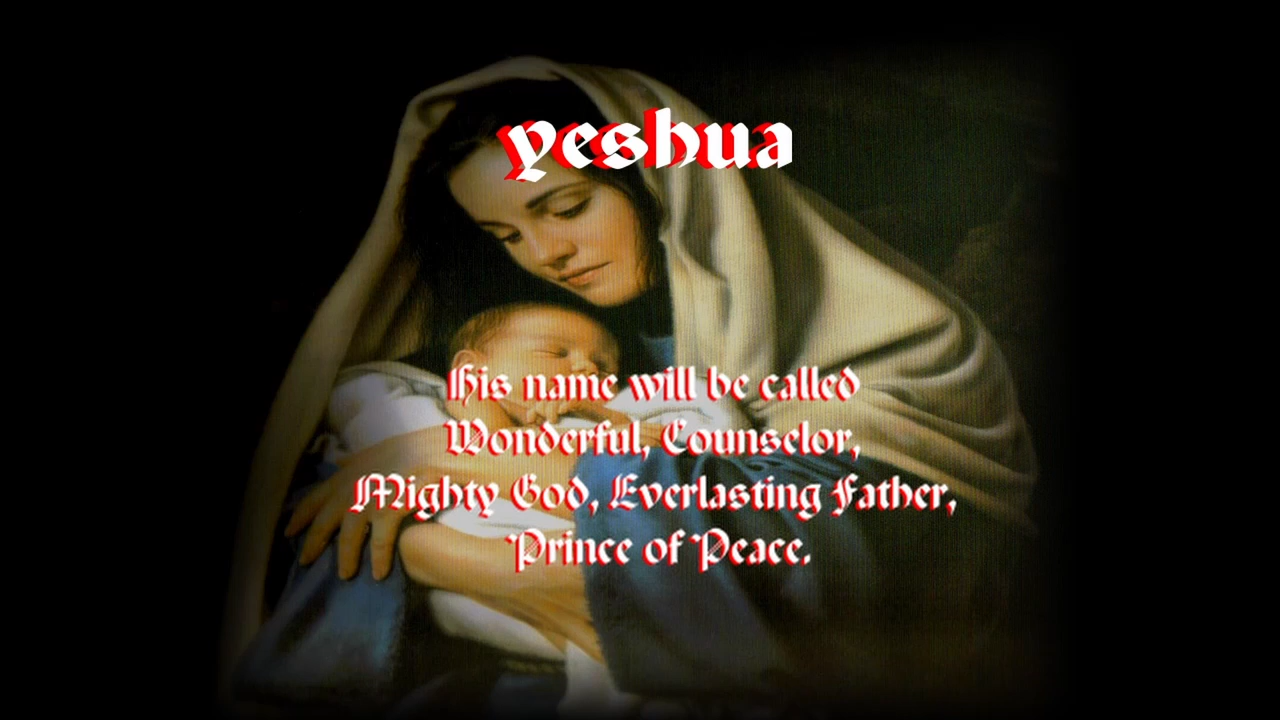 yeshua
His name will be called
Wonderful, Counselor,
Mighty God, Everlasting Father,
Prince of Peace.